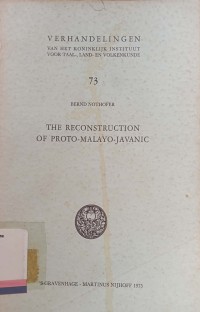 VERHANDELINGEN
VAN HET KONINKLIJK INSTITUUT
VOOR TAAL-, LAND- EN VOLKENKUNDE
73
BERND NOTHOFER
THE RECONSTRUCTION
OF PROTO-MALAYO-JAVANIC
'S-GRAVENHAGE - MARTINUS NIJHOFF 1975